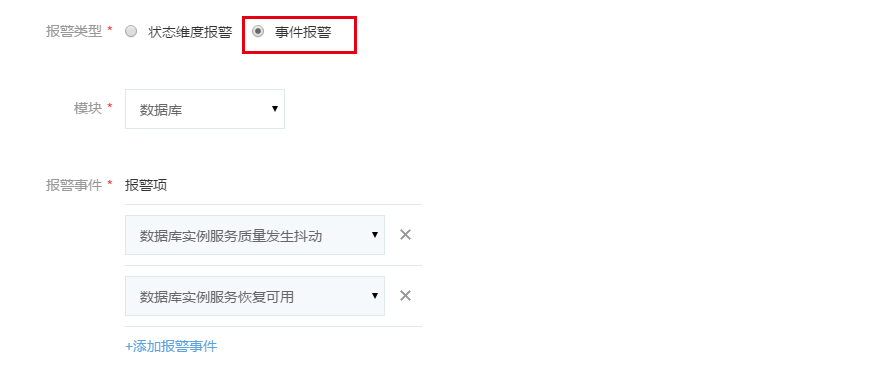 报警类型 * 状态维度报警 事件报警
模块 * 数据库
报警事件 * 报警项
数据库实例服务质量发生抖动
数据库实例服务恢复可用
+添加报警事件